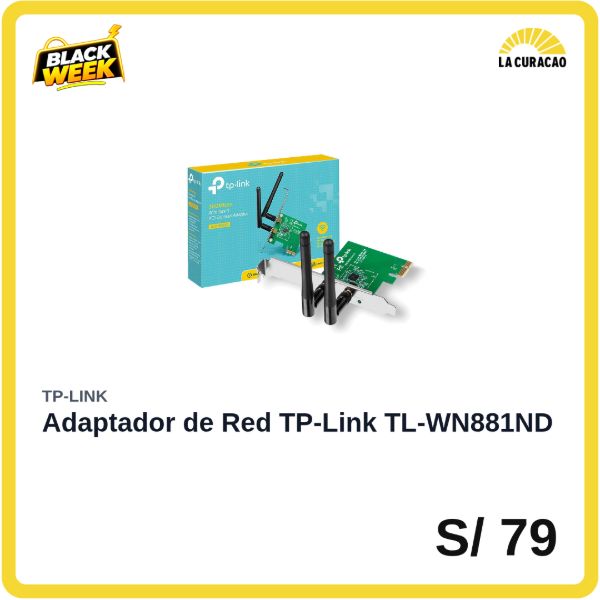 BLACK
WEEK
LA CURACAO
tp-link
TP-LINK
Adaptador de Red TP-Link TL-WN881ND
S/ 79